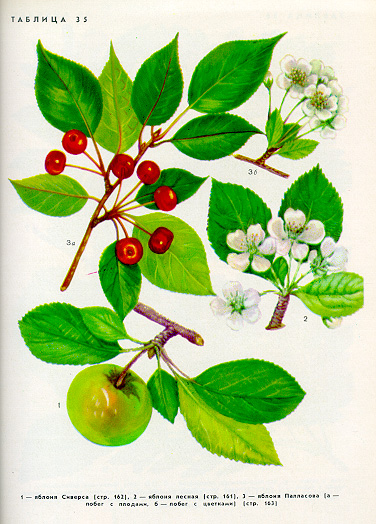 ТАБЛИЦА 35
3б
3а
2
1
1 — яблоня Сиверса (стр. 162), 2 — яблоня лесная (стр. 161), 3 — яблоня Палласова (а —
побег с плодами, б — побег с цветками) (стр. 163)